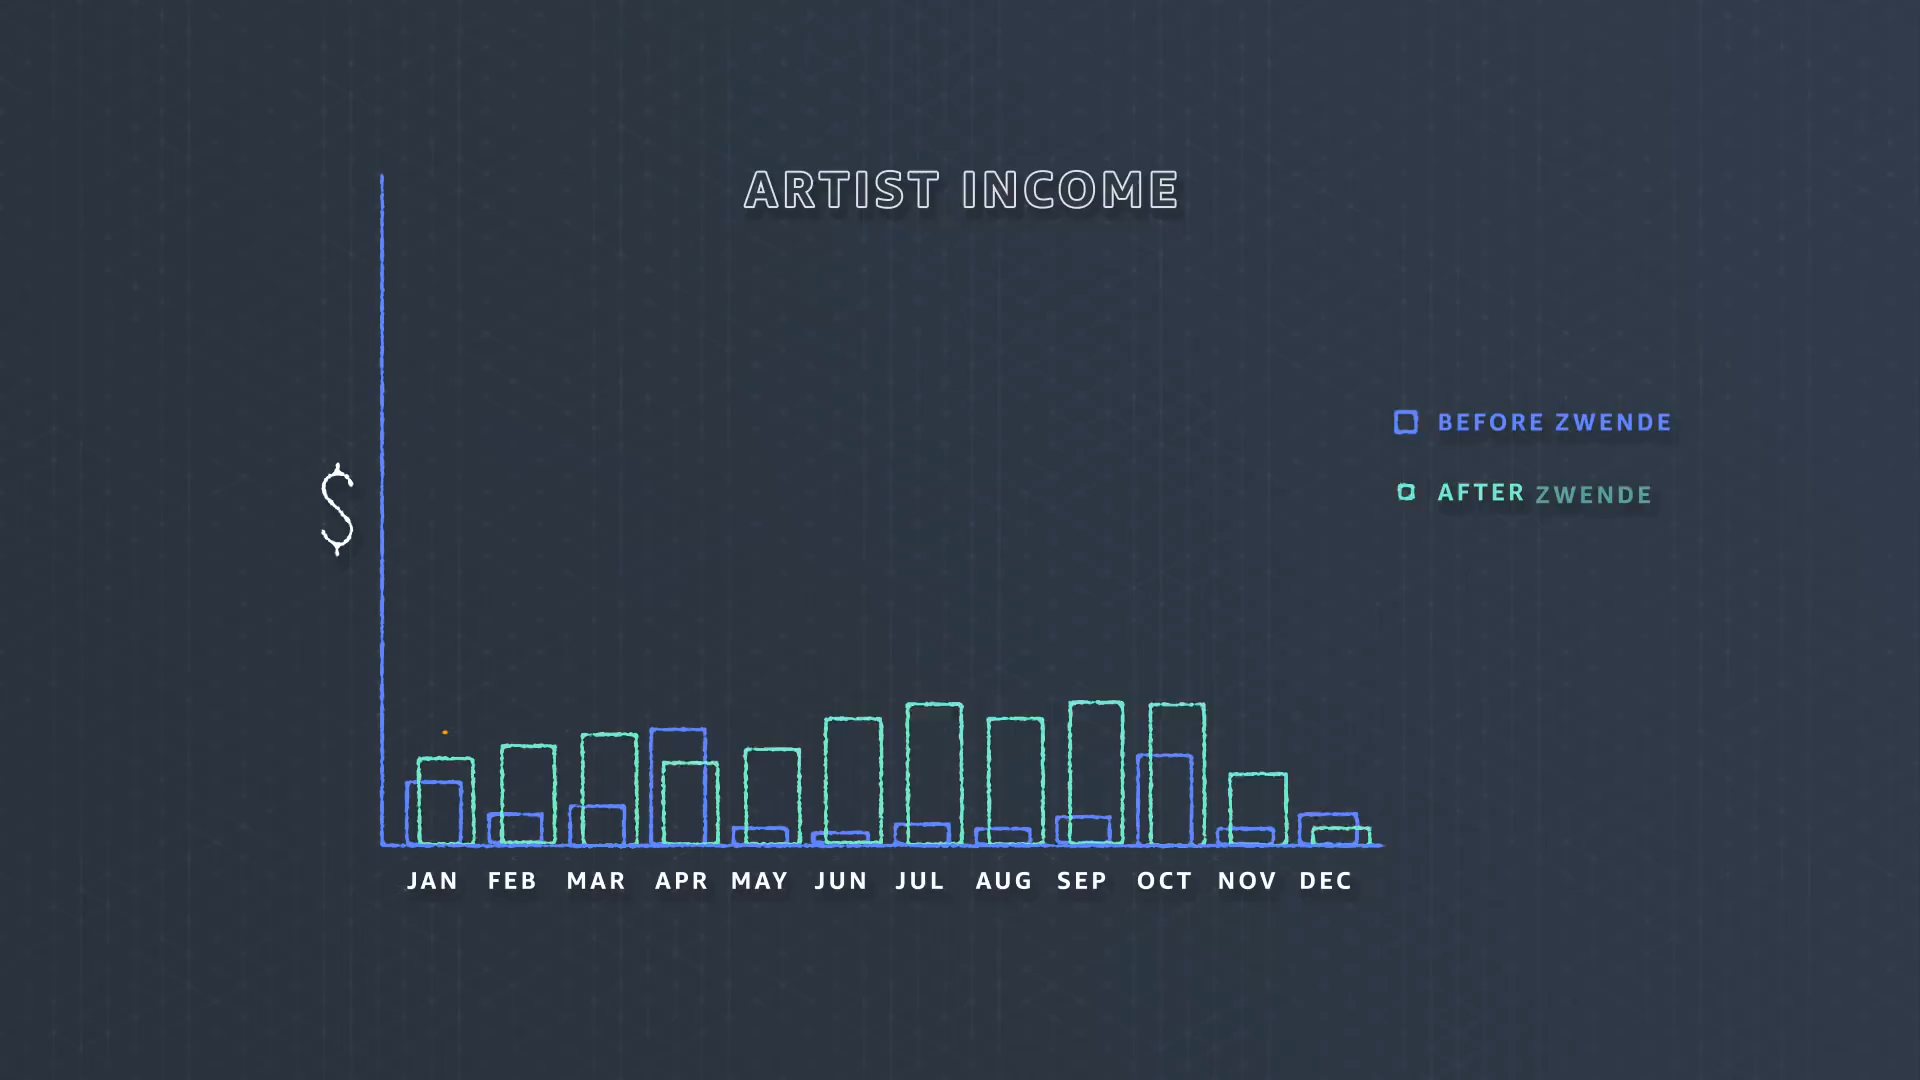 ARTIST INCOME
BEFORE ZWENDE
$
AFTER ZWENDE
JAN FEB MAR APR MAY JUN JUL AUG SEP OCT NOV DEC